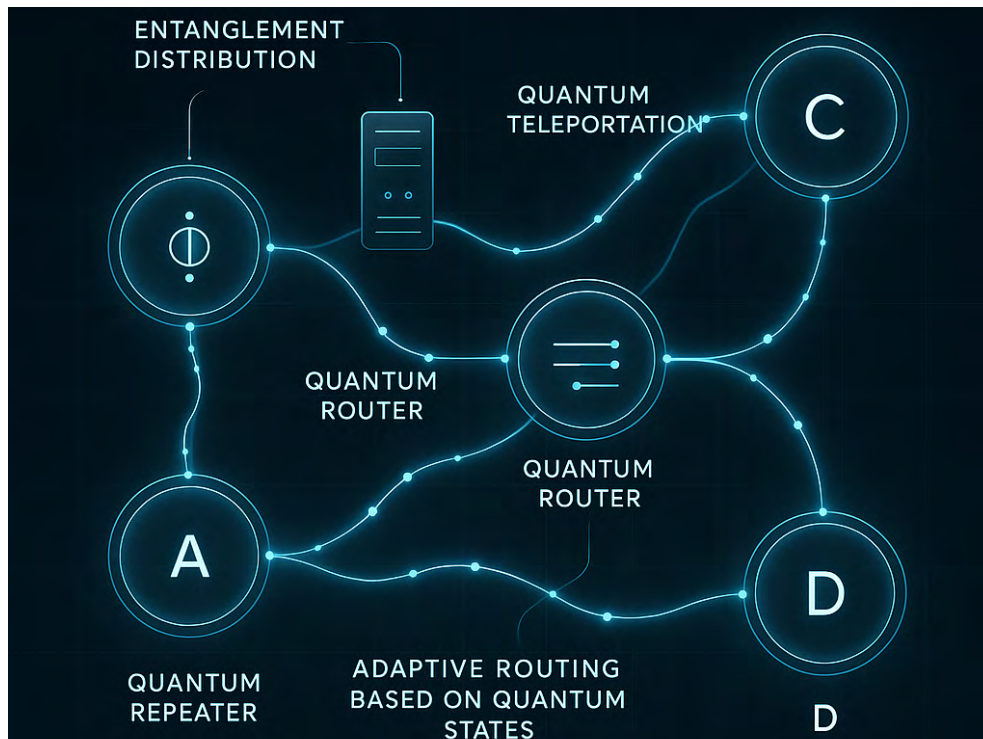 ENTANGLEMENT
DISTRIBUTION
QUANTUM
TELEPORTATION
C
QUANTUM
ROUTER
QUANTUM
ROUTER
A
D
QUANTUM
REPEATER
ADAPTIVE ROUTING
BASED ON QUANTUM
STATES
D